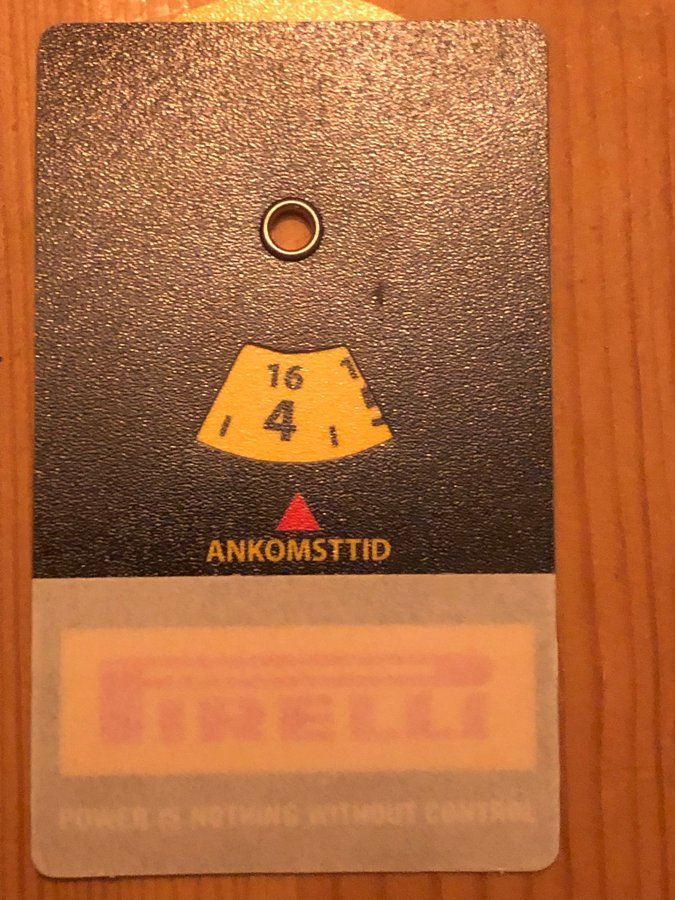 16
4
ANKOMSTTID
PIRELLI
POWER IS NOTHING WITHOUT CONTROL